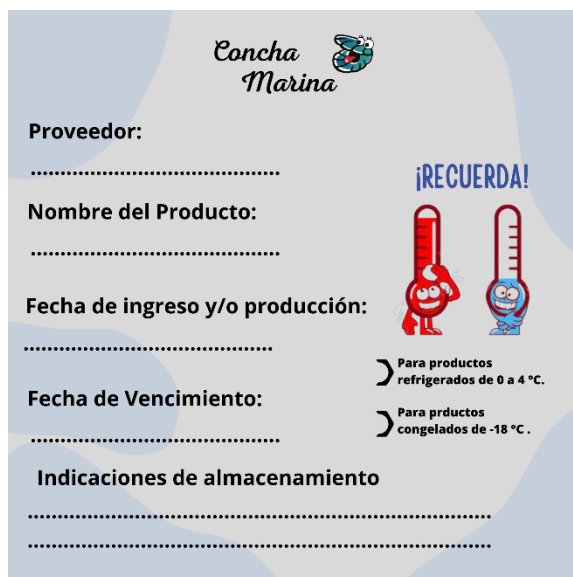 Concha
Marina
Proveedor:
..........................................
¡RECUERDA!
Nombre del Producto:
..........................................
Fecha de ingreso y/o producción:
..........................................
Para productos
refrigerados de 0 a 4 °C.
Fecha de Vencimiento:
..........................................
Para prductos
congelados de -18 °C .
Indicaciones de almacenamiento
..............................................................................
..............................................................................